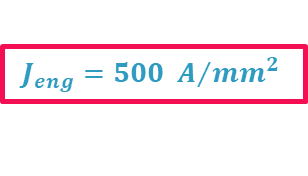 J_eng = 500 A/mm²